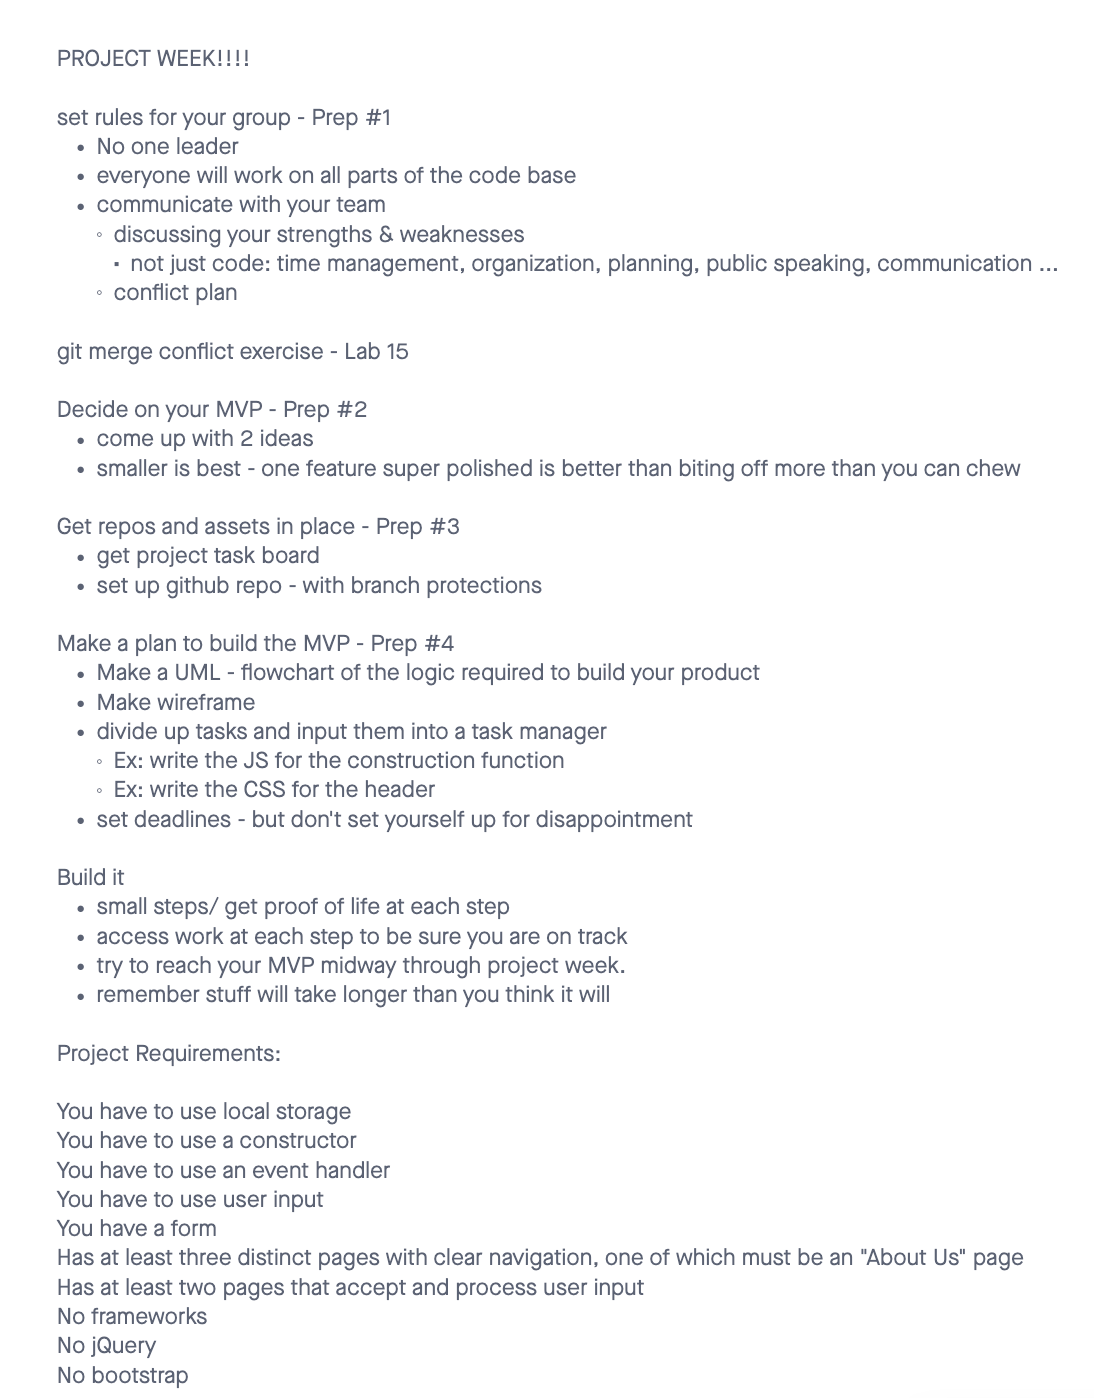 PROJECT WEEK!!!!
set rules for your group - Prep #1
• No one leader
• everyone will work on all parts of the code base
• communicate with your team
◦ discussing your strengths & weaknesses
▪ not just code: time management, organization, planning, public speaking, communication ...
◦ conflict plan
git merge conflict exercise - Lab 15
Decide on your MVP - Prep #2
• come up with 2 ideas
• smaller is best - one feature super polished is better than biting off more than you can chew
Get repos and assets in place - Prep #3
• get project task board
• set up github repo - with branch protections
Make a plan to build the MVP - Prep #4
• Make a UML - flowchart of the logic required to build your product
• Make wireframe
• divide up tasks and input them into a task manager
◦ Ex: write the JS for the construction function
◦ Ex: write the CSS for the header
• set deadlines - but don't set yourself up for disappointment
Build it
• small steps/ get proof of life at each step
• access work at each step to be sure you are on track
• try to reach your MVP midway through project week.
• remember stuff will take longer than you think it will
Project Requirements:
You have to use local storage
You have to use a constructor
You have to use an event handler
You have to use user input
You have a form
Has at least three distinct pages with clear navigation, one of which must be an "About Us" page
Has at least two pages that accept and process user input
No frameworks
No jQuery
No bootstrap